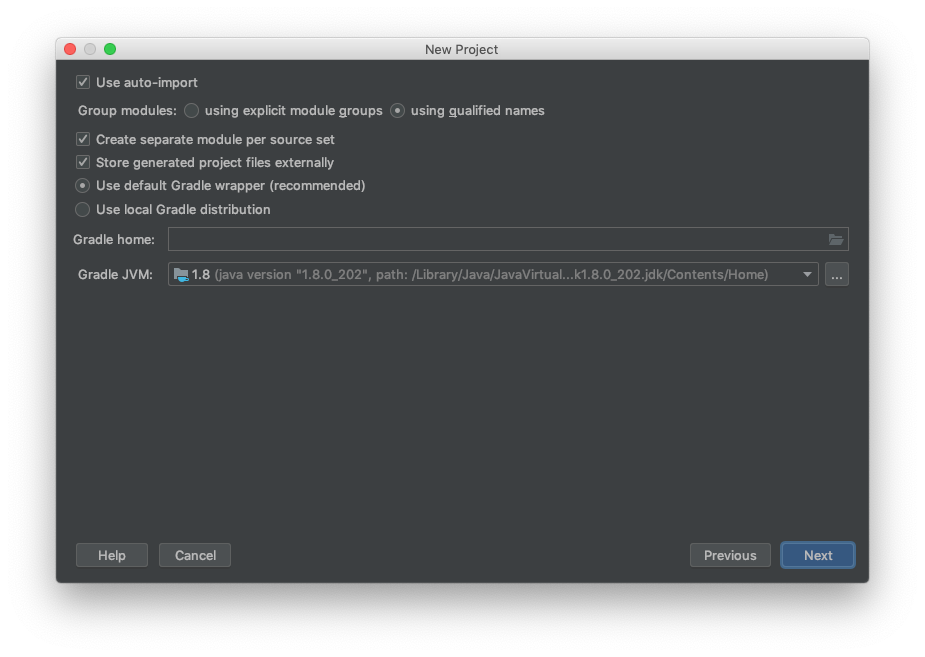 New Project
Use auto-import
Group modules: using explicit module groups using qualified names
Create separate module per source set
Store generated project files externally
Use default Gradle wrapper (recommended)
Use local Gradle distribution
Gradle home:
Gradle JVM: 1.8 (java version "1.8.0_202", path: /Library/Java/JavaVirtual...k1.8.0_202.jdk/Contents/Home) ...
Help Cancel Previous Next